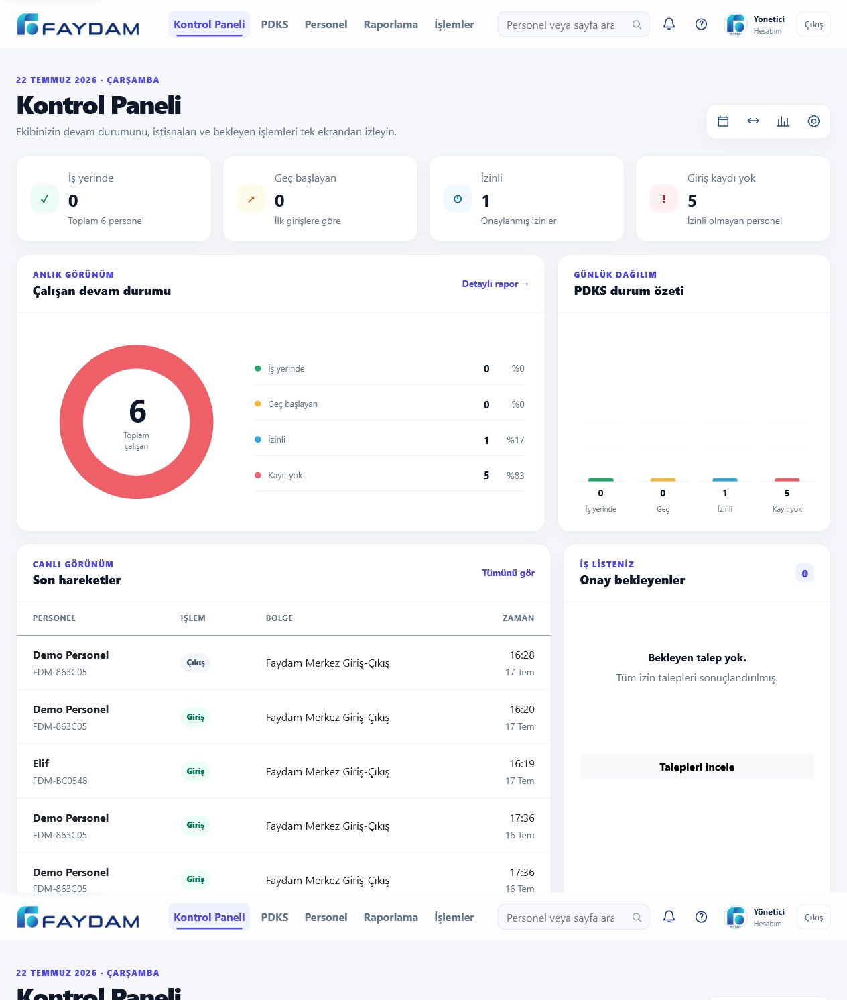 FAYDAM
Kontrol Paneli
PDKS
Personel
Raporlama
İşlemler
Personel veya sayfa ara
Yönetici
Hesabım
Çıkış
22 TEMMUZ 2026 · ÇARŞAMBA
Kontrol Paneli
Ekibinizin devam durumunu, istisnaları ve bekleyen işlemleri tek ekrandan izleyin.
İş yerinde
0
Toplam 6 personel
Geç başlayan
0
İlk girişlere göre
İzinli
1
Onaylanmış izinler
Giriş kaydı yok
5
İzinli olmayan personel
ANLIK GÖRÜNÜM
Çalışan devam durumu
Detaylı rapor →
6
Toplam
çalışan
İş yerinde 0 %0
Geç başlayan 0 %0
İzinli 1 %17
Kayıt yok 5 %83
GÜNLÜK DAĞILIM
PDKS durum özeti
0 0 1 5
İş yerinde Geç İzinli Kayıt yok
CANLI GÖRÜNÜM
Son hareketler
Tümünü gör
PERSONEL İŞLEM BÖLGE ZAMAN
Demo Personel
FDM-863C05
Çıkış
Faydam Merkez Giriş-Çıkış
16:28
17 Tem
Demo Personel
FDM-863C05
Giriş
Faydam Merkez Giriş-Çıkış
16:20
17 Tem
Elif
FDM-BC0548
Giriş
Faydam Merkez Giriş-Çıkış
16:19
17 Tem
Demo Personel
FDM-863C05
Giriş
Faydam Merkez Giriş-Çıkış
17:36
16 Tem
Demo Personel
FDM-863C05
Giriş
Faydam Merkez Giriş-Çıkış
17:36
16 Tem
İŞ LİSTENİZ
Onay bekleyenler
0
Bekleyen talep yok.
Tüm izin talepleri sonuçlandırılmış.
Talepleri incele
FAYDAM
Kontrol Paneli
PDKS
Personel
Raporlama
İşlemler
Personel veya sayfa ara
Yönetici
Hesabım
Çıkış
22 TEMMUZ 2026 · ÇARŞAMBA
Kontrol Paneli